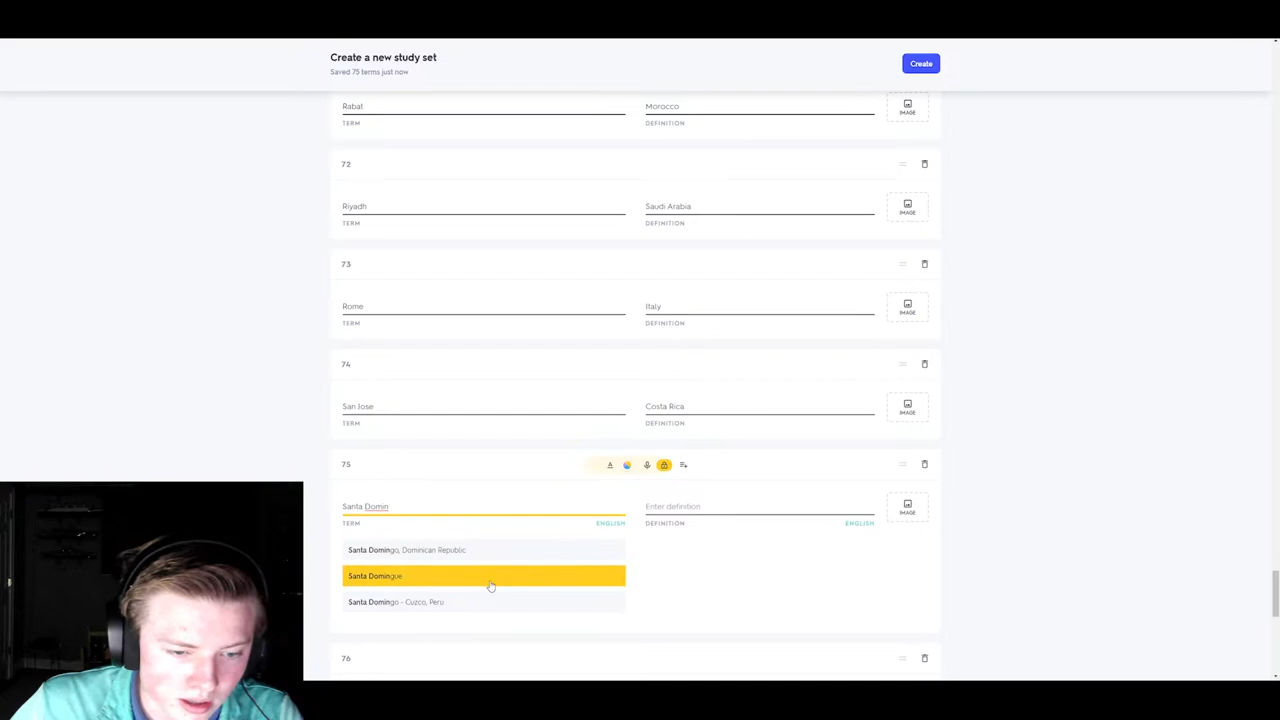 Create a new study set
Saved 75 terms just now
Create
Rabat
Morocco
IMAGE
TERM
DEFINITION
72
Riyadh
Saudi Arabia
IMAGE
TERM
DEFINITION
73
Rome
Italy
IMAGE
TERM
DEFINITION
74
San Jose
Costa Rica
IMAGE
TERM
DEFINITION
75
A
Santa Domin
Enter definition
IMAGE
TERM
ENGLISH
DEFINITION
ENGLISH
Santa Domingo, Dominican Republic
Santa Domingue
Santa Domingo - Cuzco, Peru
76